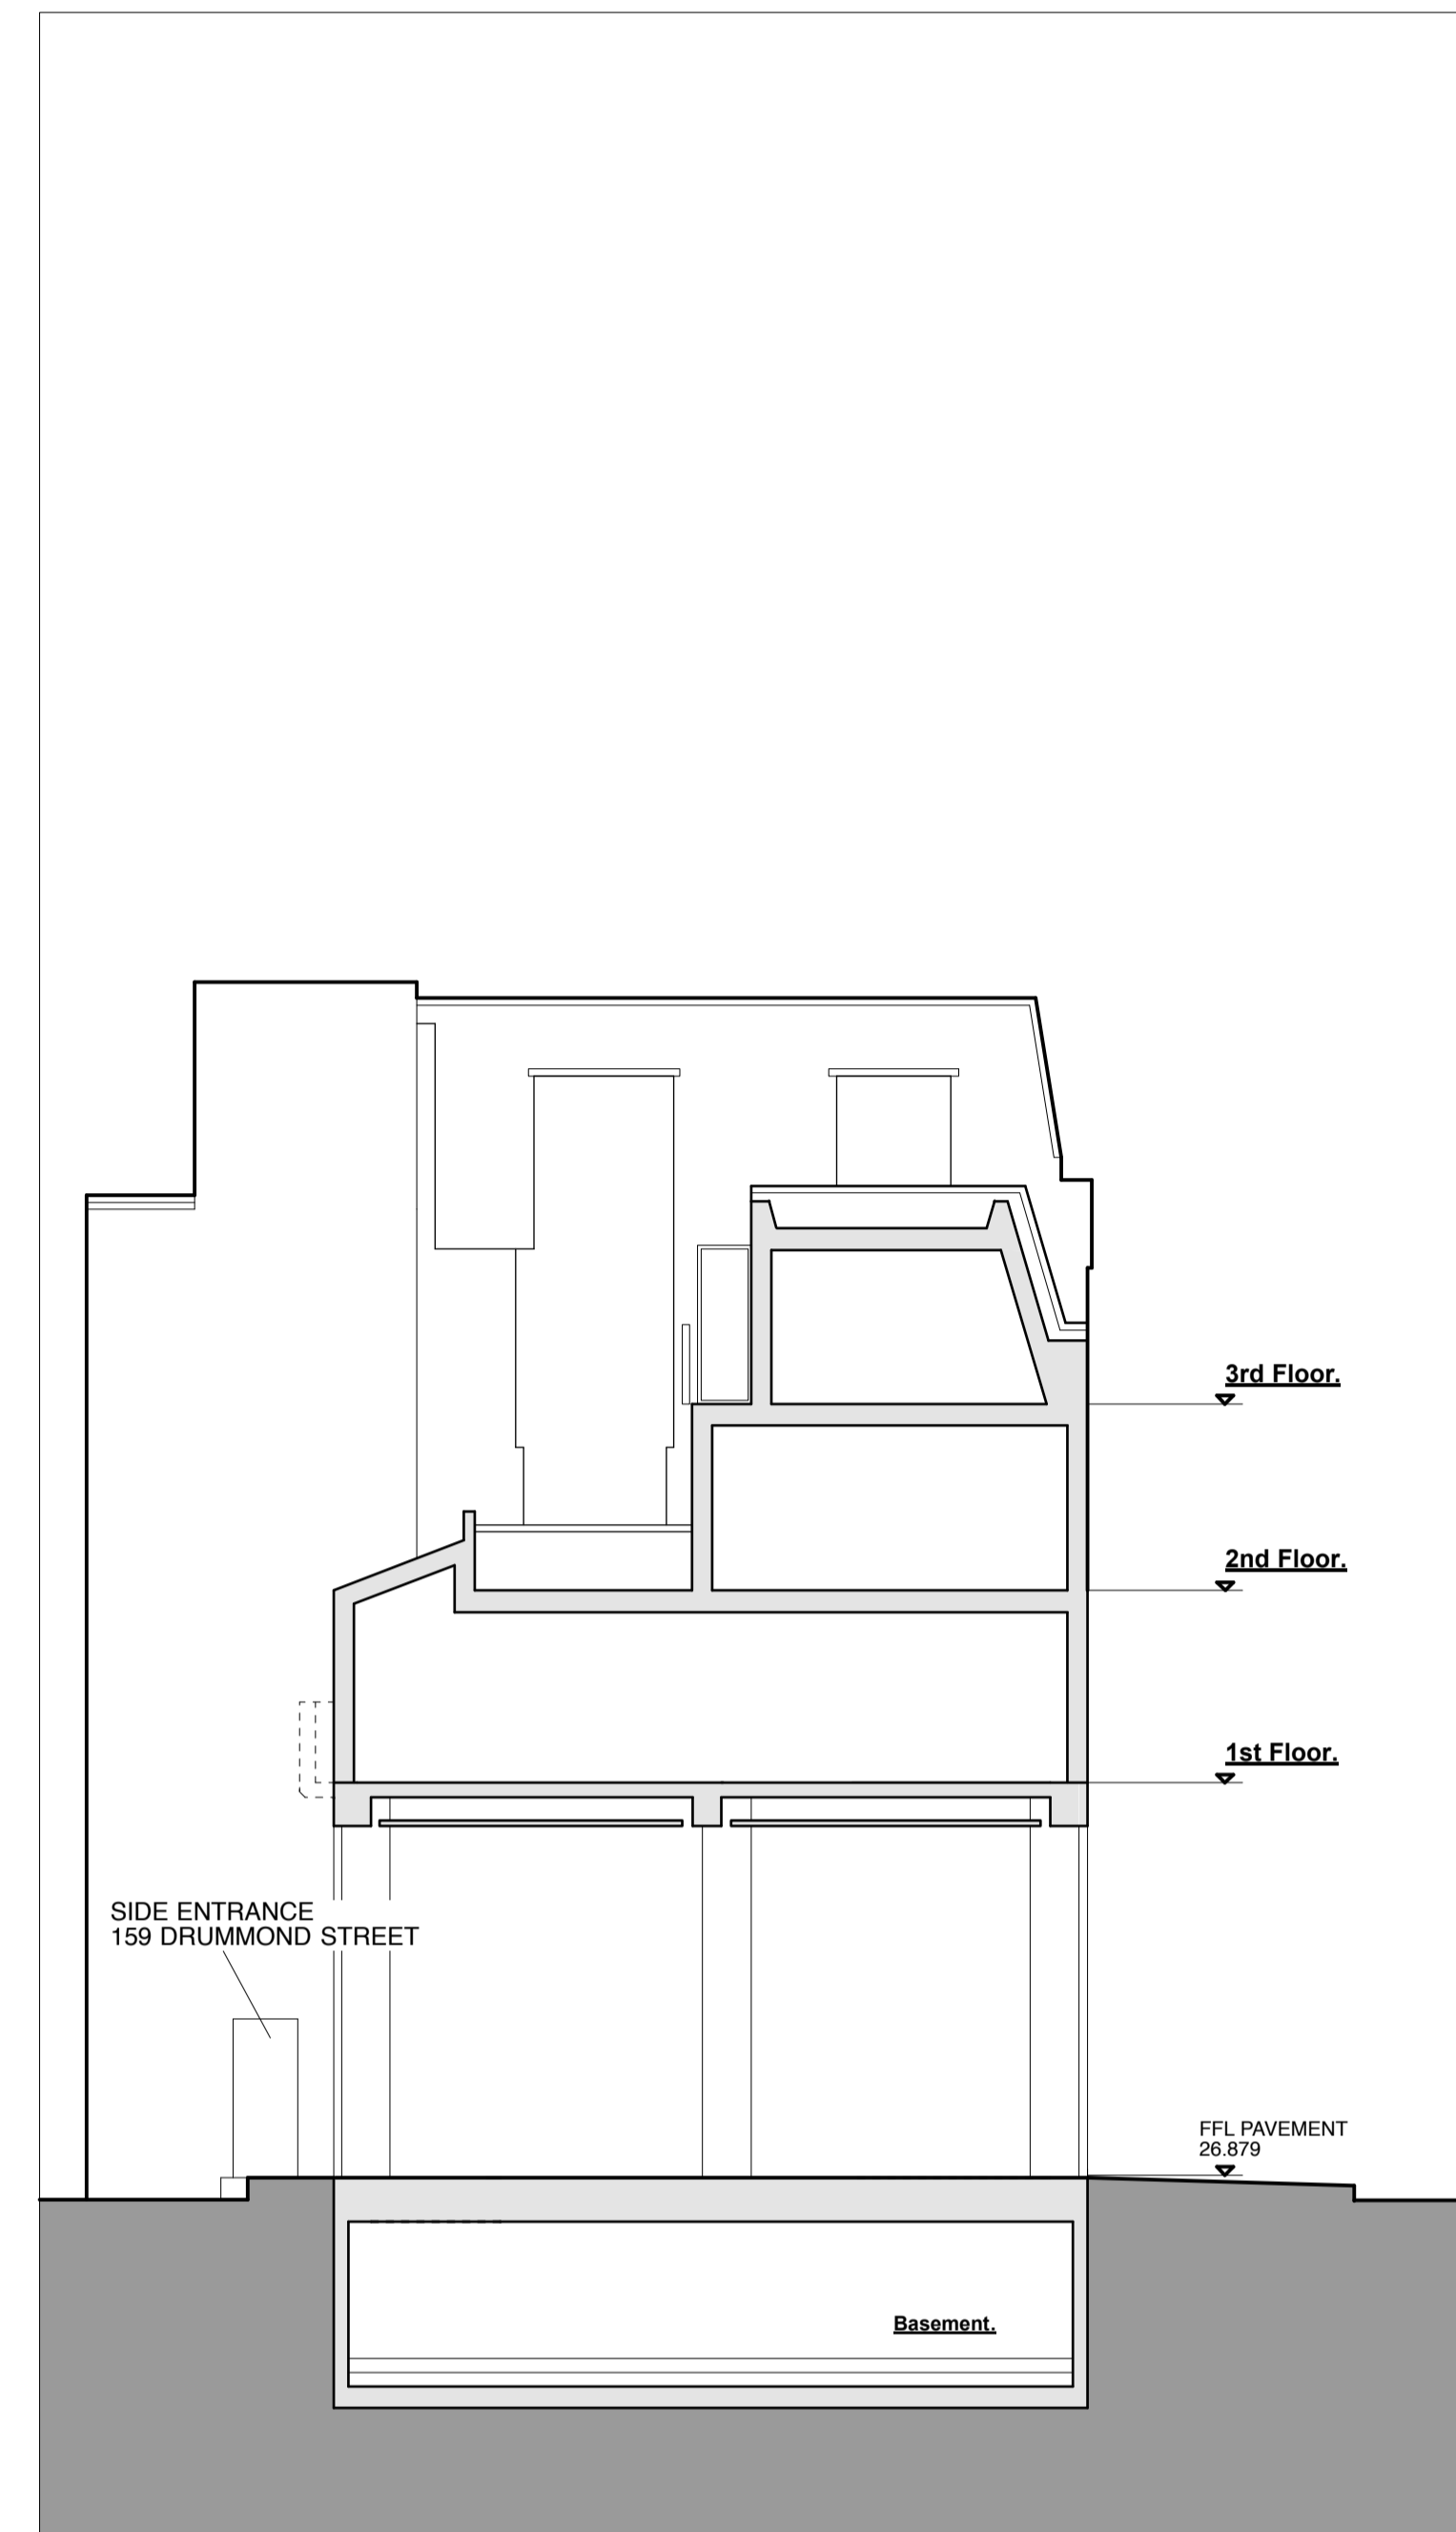 3rd Floor.
2nd Floor.
1st Floor.
SIDE ENTRANCE
159 DRUMMOND STREET
FFL PAVEMENT
26.879
Basement.